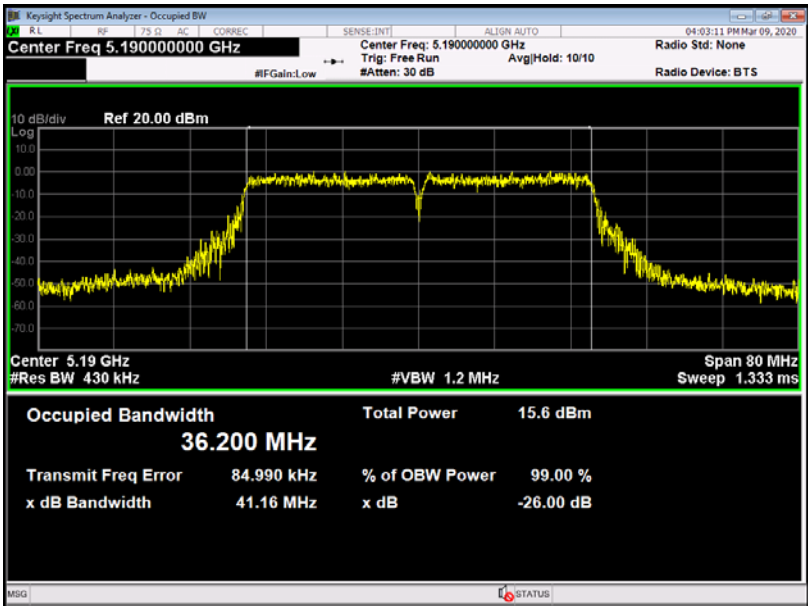 Keysight Spectrum Analyzer - Occupied BW
RL RF 75 Ω AC CORREC SENSE:INT ALIGN AUTO 04:03:11 PM Mar 09, 2020
Center Freq 5.190000000 GHz Center Freq: 5.190000000 GHz Radio Std: None
Trig: Free Run Avg|Hold: 10/10
#IFGain:Low #Atten: 30 dB Radio Device: BTS
10 dB/div Ref 20.00 dBm
Log
10.0
0.00
-10.0
-20.0
-30.0
-40.0
-50.0
-60.0
-70.0
Center 5.19 GHz Span 80 MHz
#Res BW 430 kHz #VBW 1.2 MHz Sweep 1.333 ms
Occupied Bandwidth Total Power 15.6 dBm
36.200 MHz
Transmit Freq Error 84.990 kHz % of OBW Power 99.00 %
x dB Bandwidth 41.16 MHz x dB -26.00 dB
MSG STATUS